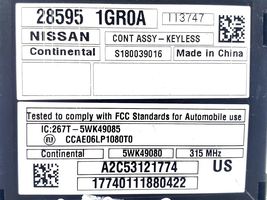 28595 1GR0A 113747
NISSAN CONT ASSY - KEYLESS
Continental S180039016
Made in China
Tested to comply with FCC Standards for Automobile use
IC:267T-5WK49085
CCAE06LP1080T0
Continental 5WK49080 315 MHz
A2C53121774 US
17740111880422